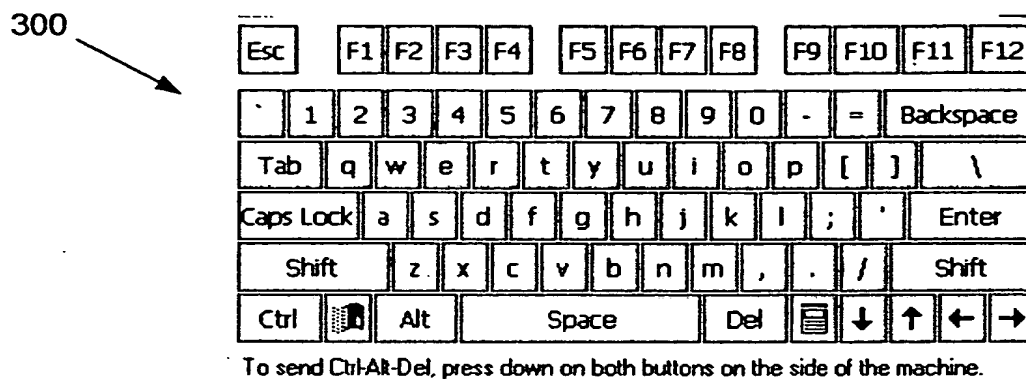 300
Esc F1 F2 F3 F4 F5 F6 F7 F8 F9 F10 F11 F12
` 1 2 3 4 5 6 7 8 9 0 - = Backspace
Tab q w e r t y u i o p [ ] \
Caps Lock a s d f g h j k l ; ' Enter
Shift z x c v b n m , . / Shift
Ctrl Alt Space Del ↓ ↑ ← →
To send Ctrl-Alt-Del, press down on both buttons on the side of the machine.